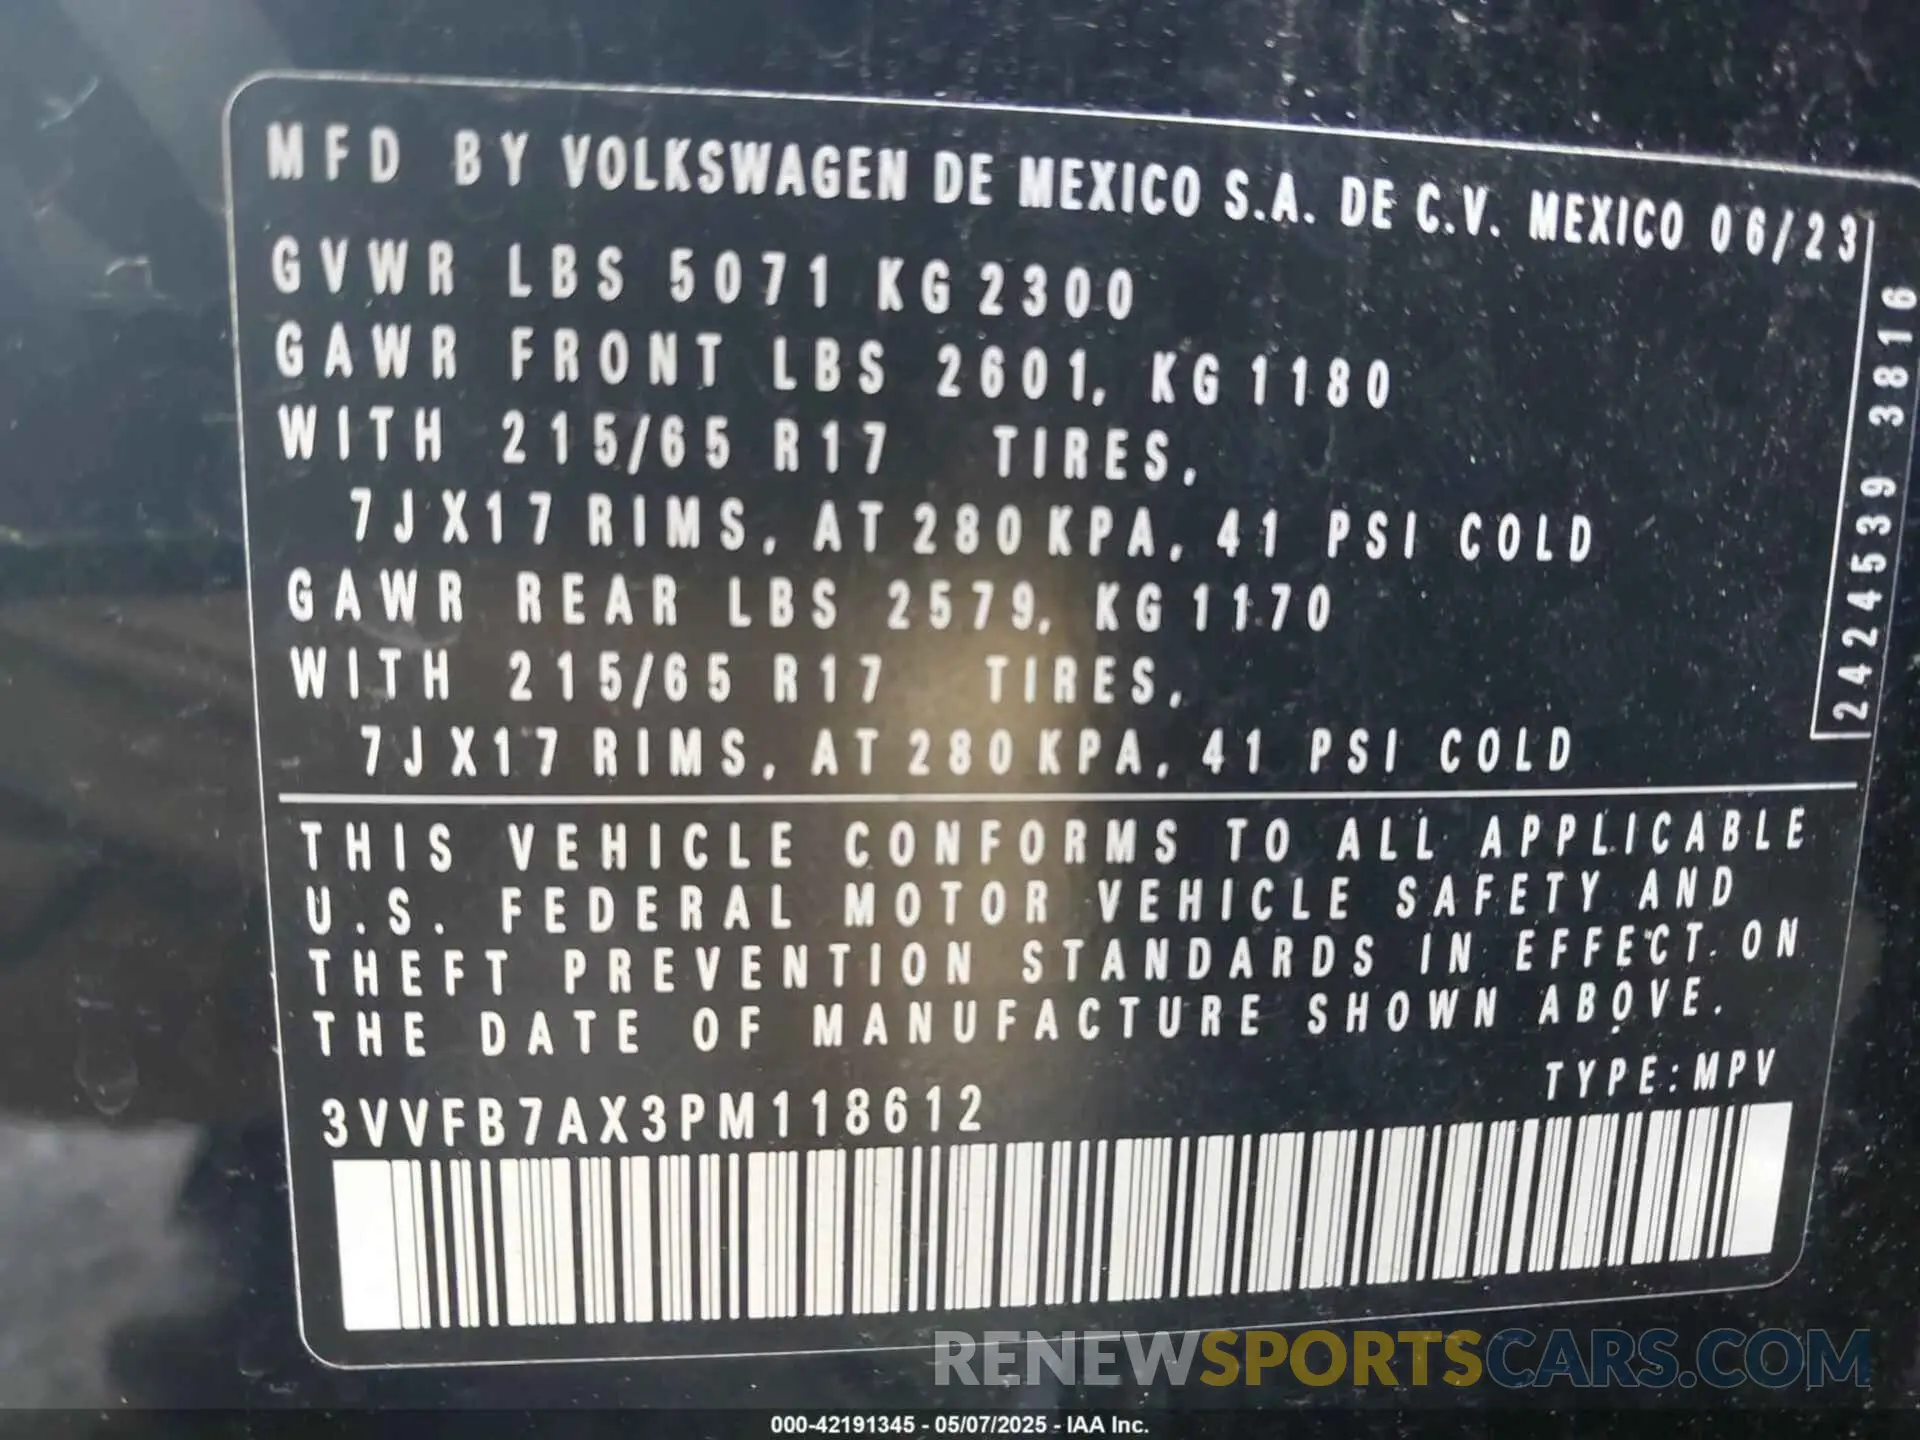 MFD BY VOLKSWAGEN DE MEXICO S.A. DE C.V. MEXICO 06/23
GVWR LBS 5071 KG 2300
GAWR FRONT LBS 2601, KG 1180
WITH 215/65 R17 TIRES,
7JX17 RIMS, AT 280 KPA, 41 PSI COLD
GAWR REAR LBS 2579, KG 1170
WITH 215/65 R17 TIRES,
7JX17 RIMS, AT 280 KPA, 41 PSI COLD
2424539 3816
THIS VEHICLE CONFORMS TO ALL APPLICABLE
U.S. FEDERAL MOTOR VEHICLE SAFETY AND
THEFT PREVENTION STANDARDS IN EFFECT ON
THE DATE OF MANUFACTURE SHOWN ABOVE.
TYPE:MPV
3VVFB7AX3PM118612
RENEWSPORTSCARS.COM
000-42191345 - 05/07/2025 - IAA Inc.